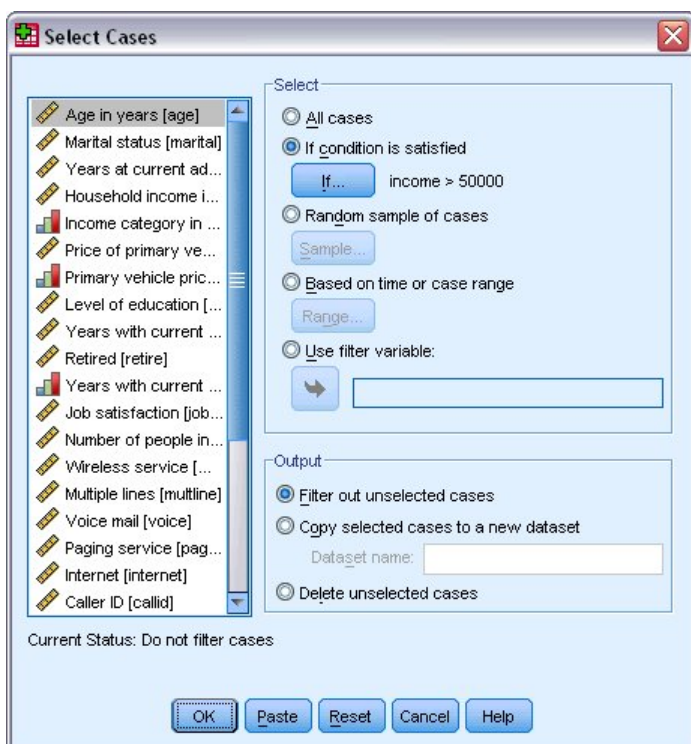 Select Cases
Age in years [age]
Marital status [marital]
Years at current ad...
Household income i...
Income category in ...
Price of primary ve...
Primary vehicle pric...
Level of education [...
Years with current ...
Retired [retire]
Years with current ...
Job satisfaction [job...
Number of people in...
Wireless service [...
Multiple lines [multline]
Voice mail [voice]
Paging service [pag...
Internet [internet]
Caller ID [callid]
Current Status: Do not filter cases
Select
All cases
If condition is satisfied
If... income > 50000
Random sample of cases
Sample...
Based on time or case range
Range...
Use filter variable:
Output
Filter out unselected cases
Copy selected cases to a new dataset
Dataset name:
Delete unselected cases
OK Paste Reset Cancel Help